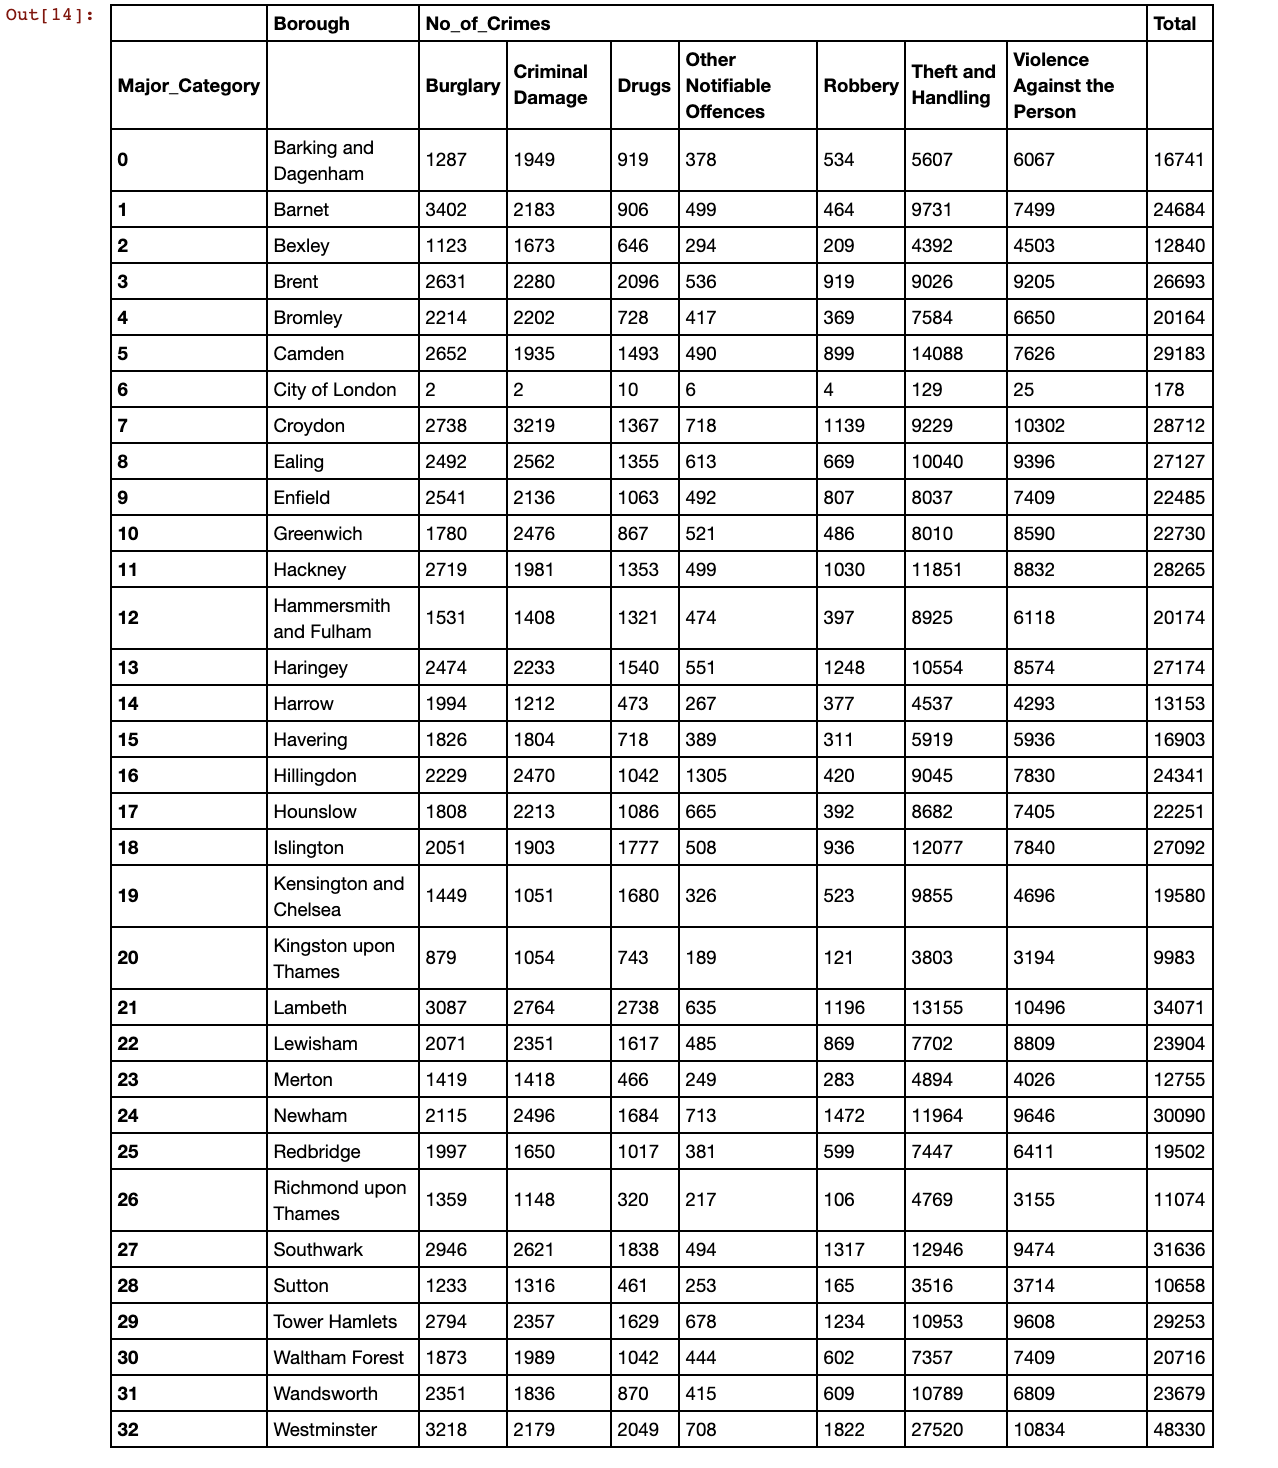 Out[14]:
Borough No_of_Crimes Total
Major_Category Burglary Criminal Damage Drugs Other Notifiable Offences Robbery Theft and Handling Violence Against the Person
0 Barking and Dagenham 1287 1949 919 378 534 5607 6067 16741
1 Barnet 3402 2183 906 499 464 9731 7499 24684
2 Bexley 1123 1673 646 294 209 4392 4503 12840
3 Brent 2631 2280 2096 536 919 9026 9205 26693
4 Bromley 2214 2202 728 417 369 7584 6650 20164
5 Camden 2652 1935 1493 490 899 14088 7626 29183
6 City of London 2 2 10 6 4 129 25 178
7 Croydon 2738 3219 1367 718 1139 9229 10302 28712
8 Ealing 2492 2562 1355 613 669 10040 9396 27127
9 Enfield 2541 2136 1063 492 807 8037 7409 22485
10 Greenwich 1780 2476 867 521 486 8010 8590 22730
11 Hackney 2719 1981 1353 499 1030 11851 8832 28265
12 Hammersmith and Fulham 1531 1408 1321 474 397 8925 6118 20174
13 Haringey 2474 2233 1540 551 1248 10554 8574 27174
14 Harrow 1994 1212 473 267 377 4537 4293 13153
15 Havering 1826 1804 718 389 311 5919 5936 16903
16 Hillingdon 2229 2470 1042 1305 420 9045 7830 24341
17 Hounslow 1808 2213 1086 665 392 8682 7405 22251
18 Islington 2051 1903 1777 508 936 12077 7840 27092
19 Kensington and Chelsea 1449 1051 1680 326 523 9855 4696 19580
20 Kingston upon Thames 879 1054 743 189 121 3803 3194 9983
21 Lambeth 3087 2764 2738 635 1196 13155 10496 34071
22 Lewisham 2071 2351 1617 485 869 7702 8809 23904
23 Merton 1419 1418 466 249 283 4894 4026 12755
24 Newham 2115 2496 1684 713 1472 11964 9646 30090
25 Redbridge 1997 1650 1017 381 599 7447 6411 19502
26 Richmond upon Thames 1359 1148 320 217 106 4769 3155 11074
27 Southwark 2946 2621 1838 494 1317 12946 9474 31636
28 Sutton 1233 1316 461 253 165 3516 3714 10658
29 Tower Hamlets 2794 2357 1629 678 1234 10953 9608 29253
30 Waltham Forest 1873 1989 1042 444 602 7357 7409 20716
31 Wandsworth 2351 1836 870 415 609 10789 6809 23679
32 Westminster 3218 2179 2049 708 1822 27520 10834 48330